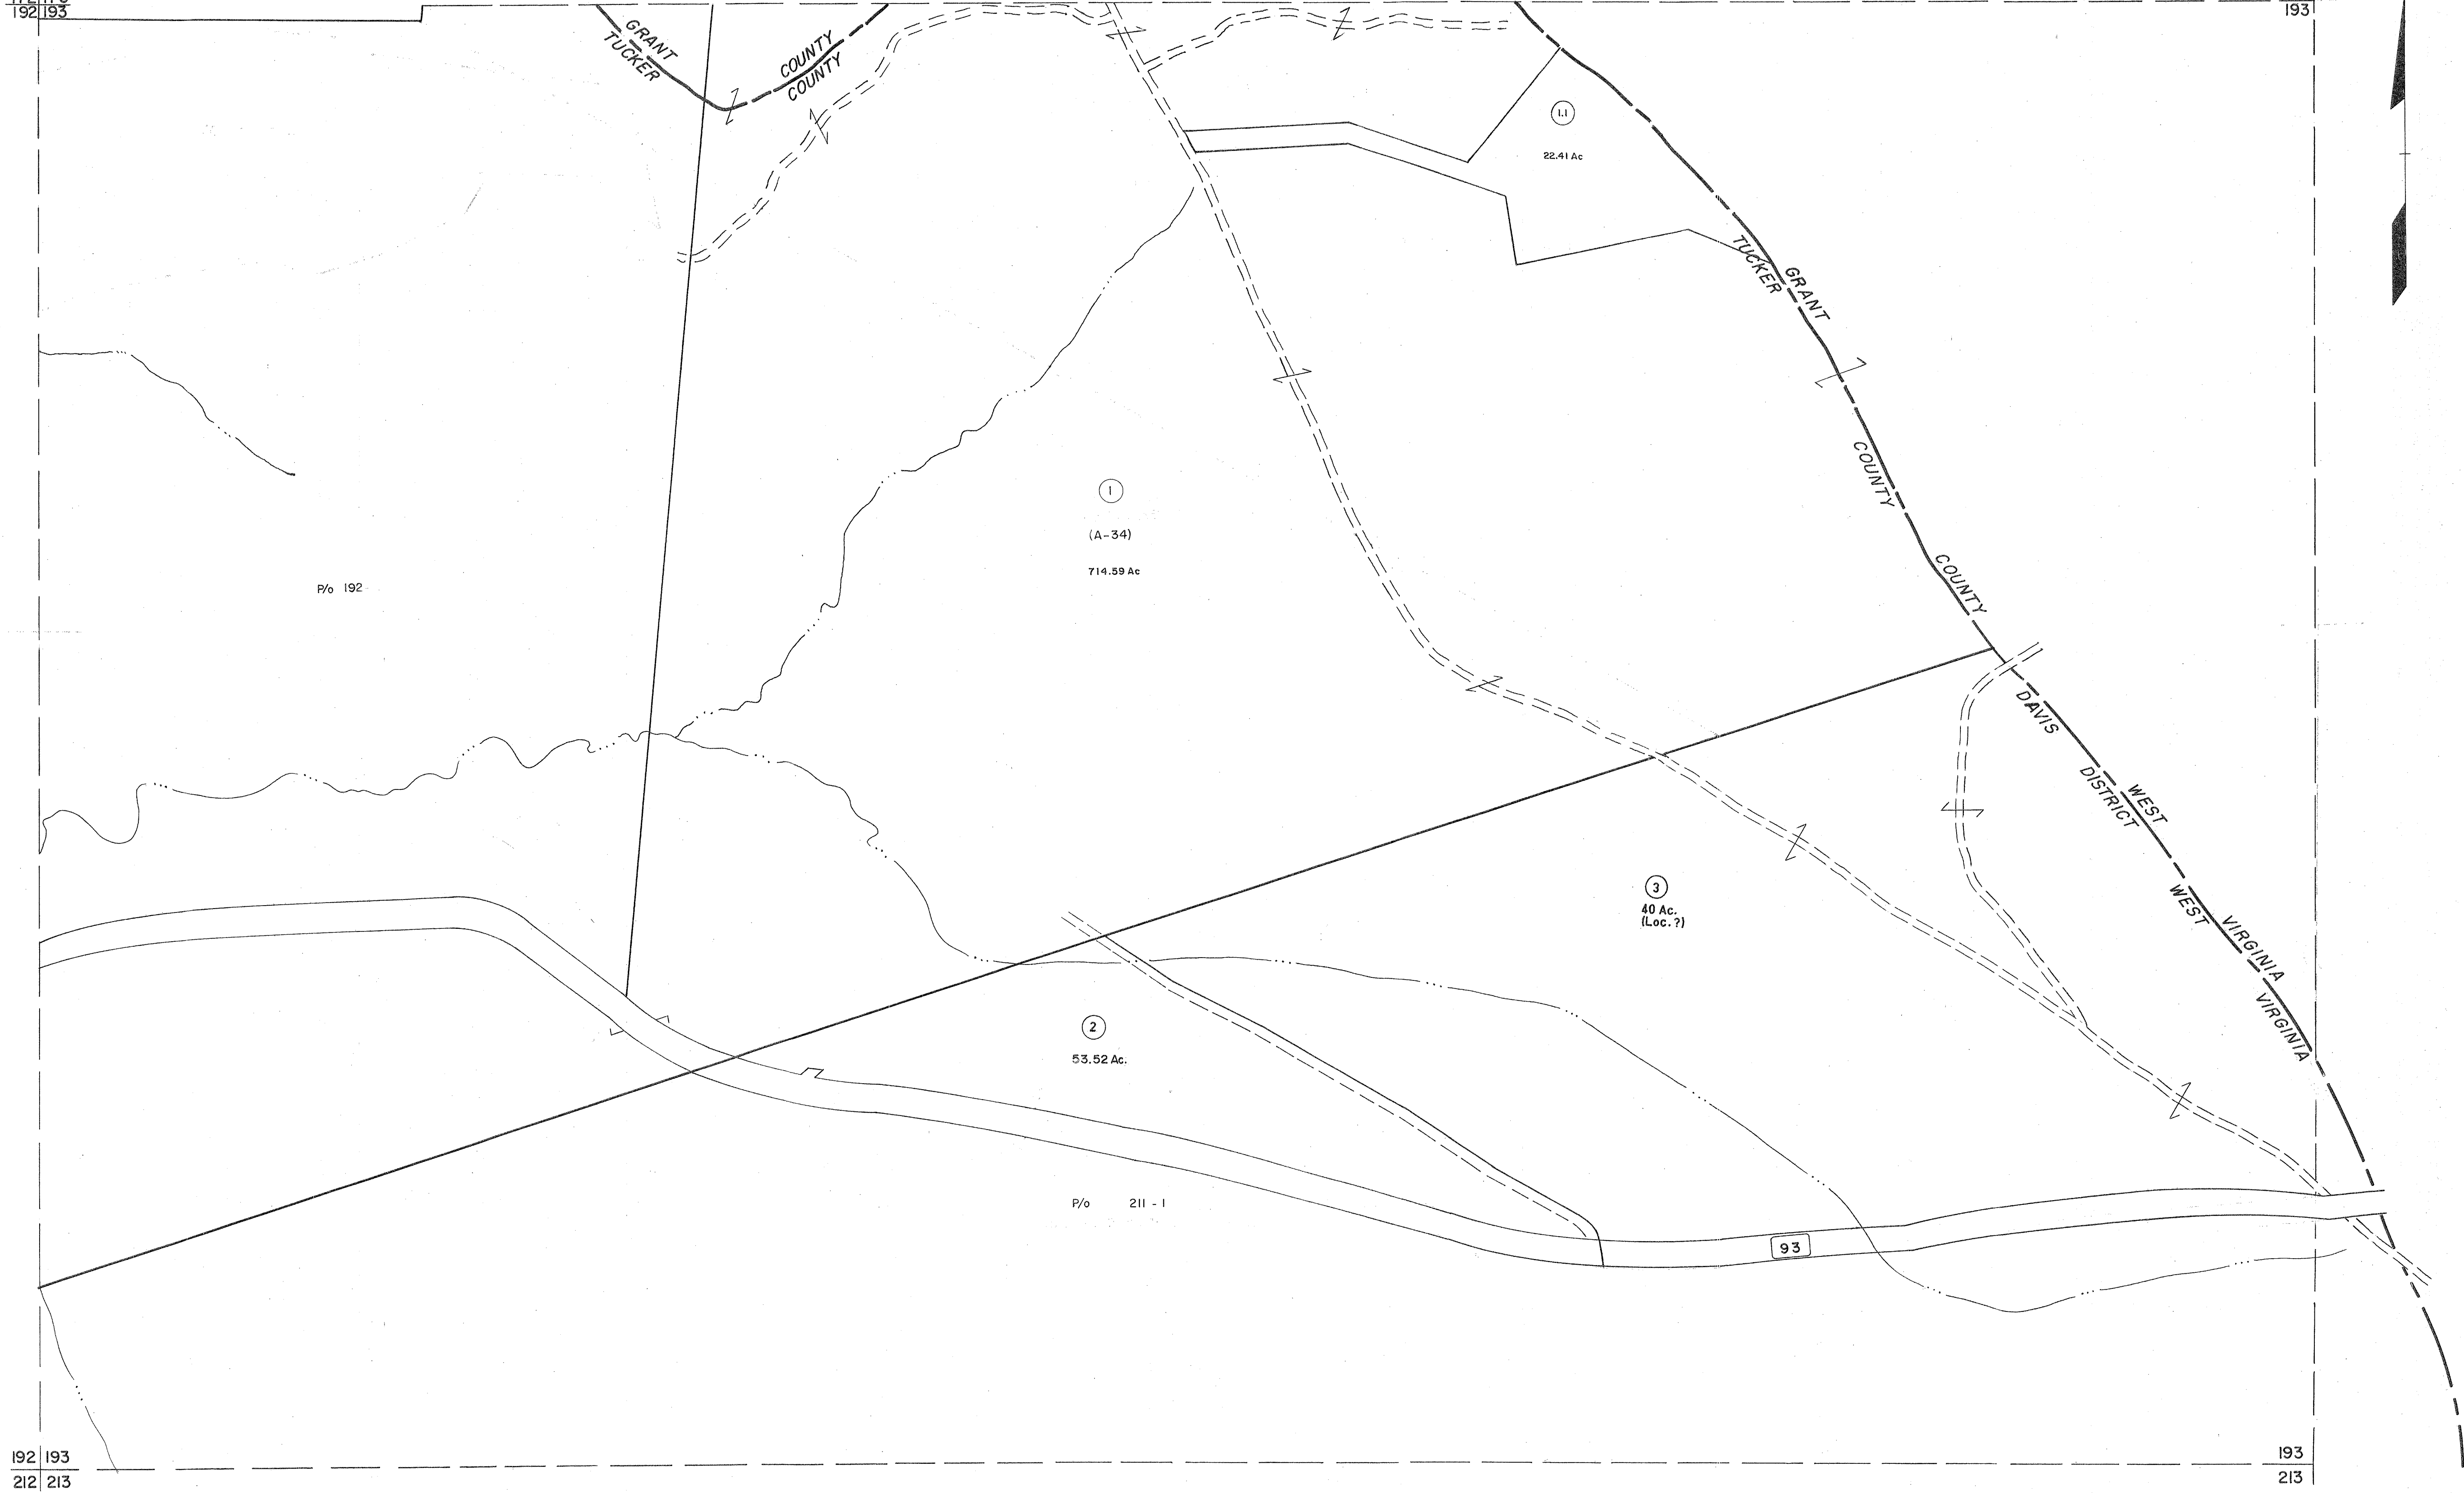 192 193
193
GRANT
TUCKER
COUNTY
COUNTY
1.1
22.41 Ac
TUCKER
GRANT
COUNTY
COUNTY
1
(A-34)
714.59 Ac
P/o 192
DAVIS
DISTRICT
WEST
WEST
VIRGINIA
VIRGINIA
3
40 Ac.
(Loc.?)
2
53.52 Ac.
P/o 211 - 1
93
192 193
212 213
193
213